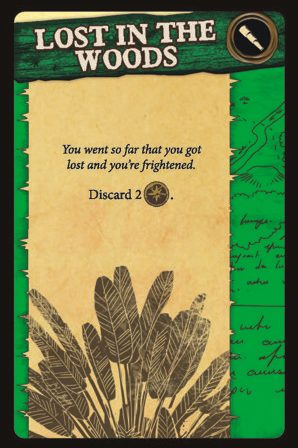 LOST IN THE
WOODS
You went so far that you got
lost and you're frightened.
Discard 2 .